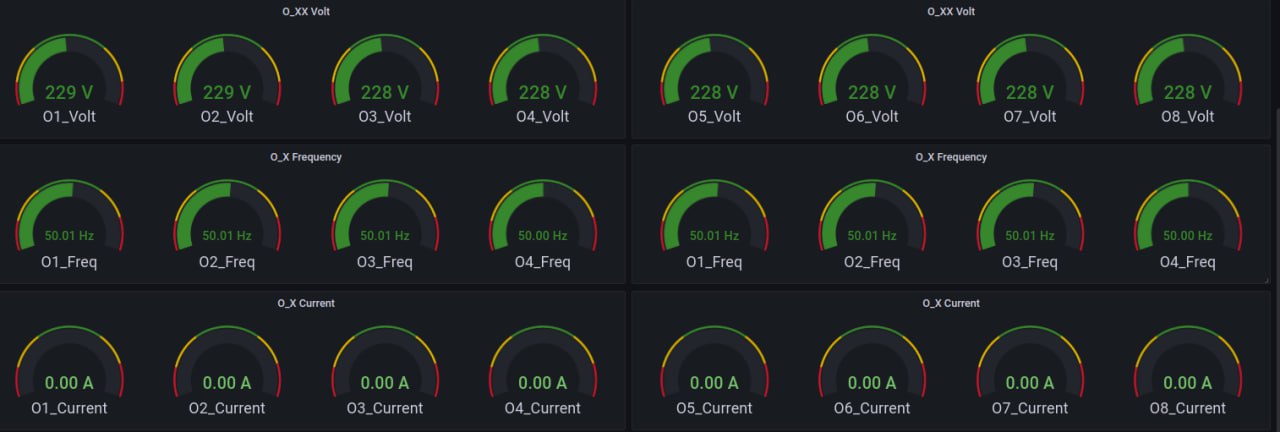 O_XX Volt
229 V 229 V 228 V 228 V
O1_Volt O2_Volt O3_Volt O4_Volt
O_XX Volt
228 V 228 V 228 V 228 V
O5_Volt O6_Volt O7_Volt O8_Volt
O_X Frequency
50.01 Hz 50.01 Hz 50.01 Hz 50.00 Hz
O1_Freq O2_Freq O3_Freq O4_Freq
O_X Frequency
50.01 Hz 50.01 Hz 50.01 Hz 50.00 Hz
O1_Freq O2_Freq O3_Freq O4_Freq
O_X Current
0.00 A 0.00 A 0.00 A 0.00 A
O1_Current O2_Current O3_Current O4_Current
O_X Current
0.00 A 0.00 A 0.00 A 0.00 A
O5_Current O6_Current O7_Current O8_Current